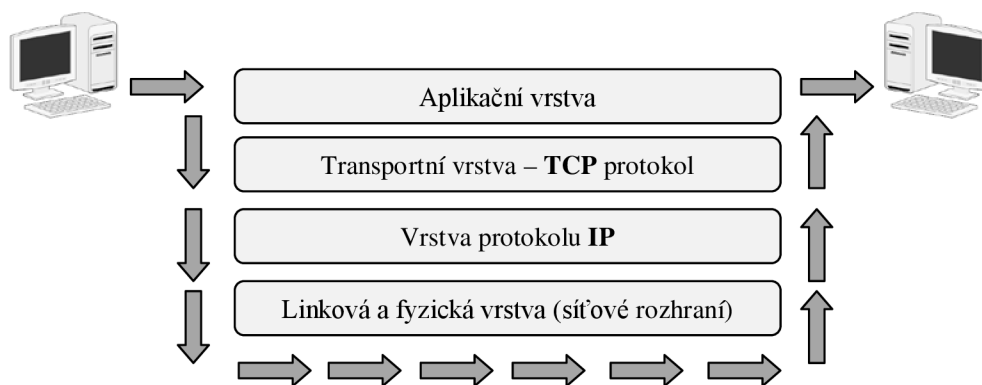 Aplikační vrstva
Transportní vrstva – TCP protokol
Vrstva protokolu IP
Linková a fyzická vrstva (síťové rozhraní)